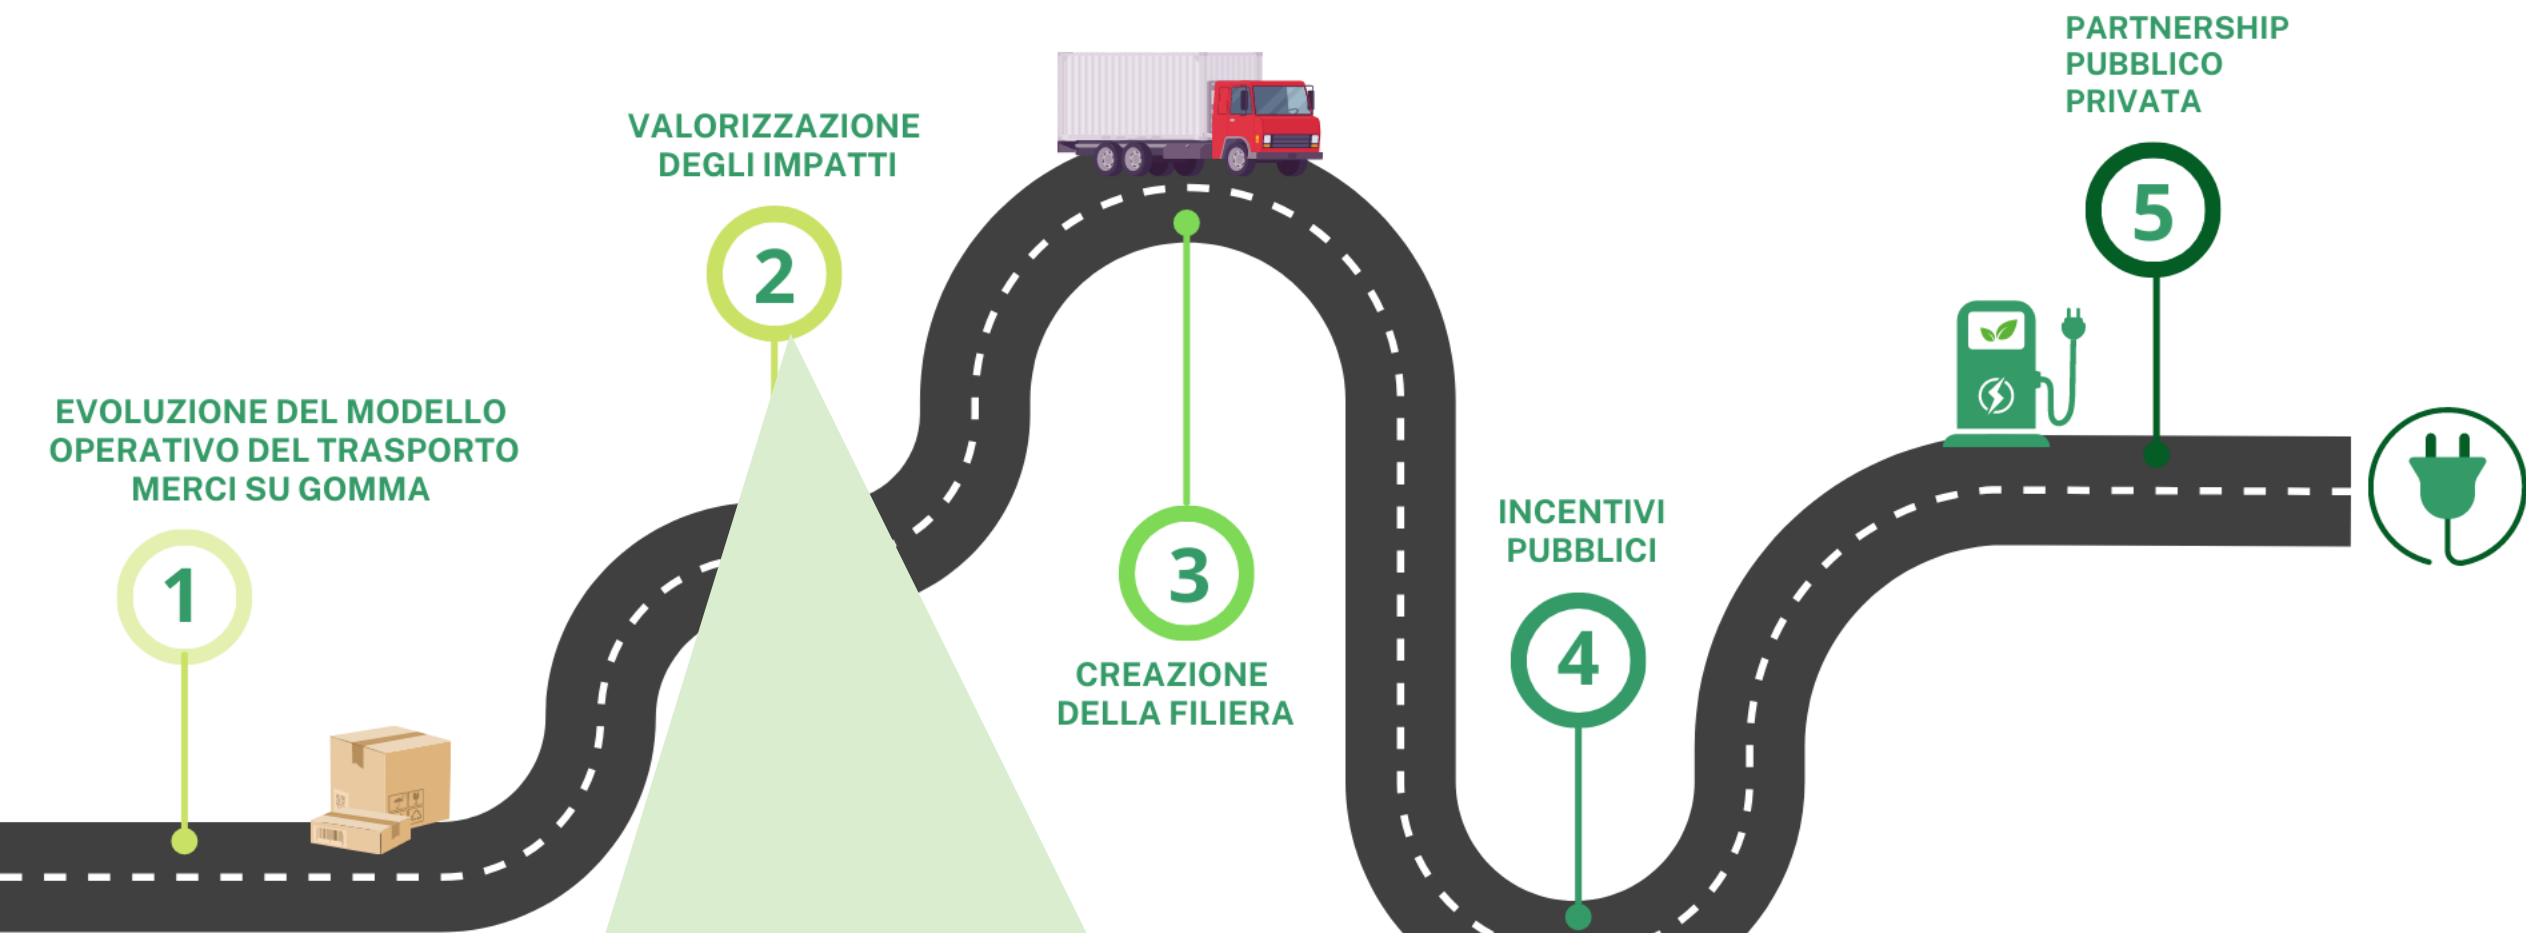 EVOLUZIONE DEL MODELLO
OPERATIVO DEL TRASPORTO
MERCI SU GOMMA
1
VALORIZZAZIONE
DEGLI IMPATTI
2
3
CREAZIONE
DELLA FILIERA
INCENTIVI
PUBBLICI
4
PARTNERSHIP
PUBBLICO
PRIVATA
5